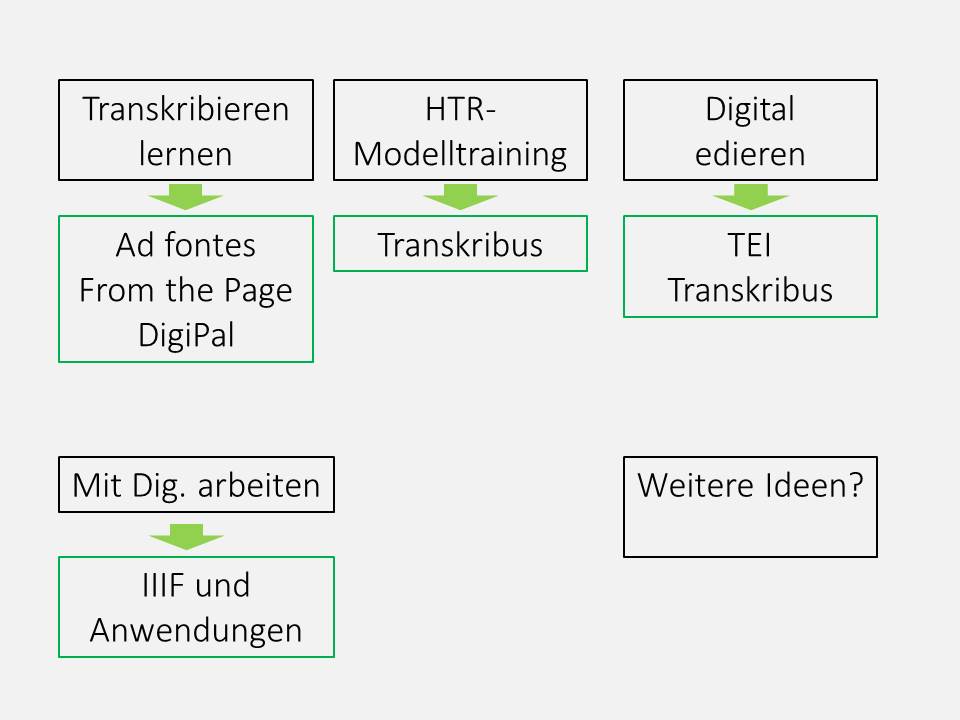 Transkribieren
lernen
HTR-
Modelltraining
Digital
edieren
Ad fontes
From the Page
DigiPal
Transkribus
TEI
Transkribus
Mit Dig. arbeiten
Weitere Ideen?
IIIF und
Anwendungen